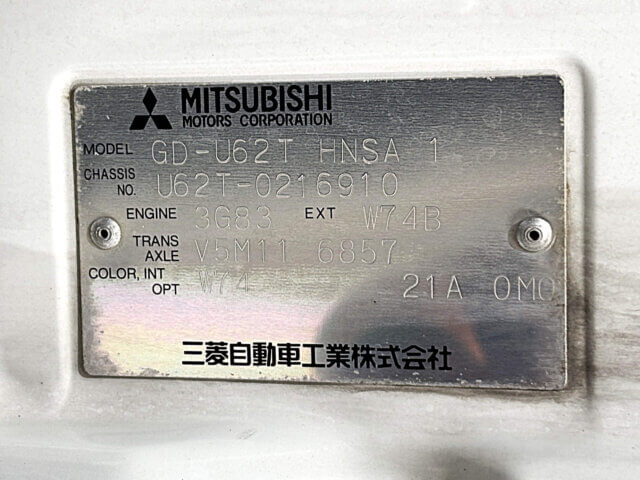 MITSUBISHI
MOTORS CORPORATION
MODEL GD-U62T HNSA 1
CHASSIS NO. U62T-0216910
ENGINE 3G83 EXT W74B
TRANS AXLE V5M11 6857
COLOR, INT OPT W74 21A 0M0
三菱自動車工業株式会社